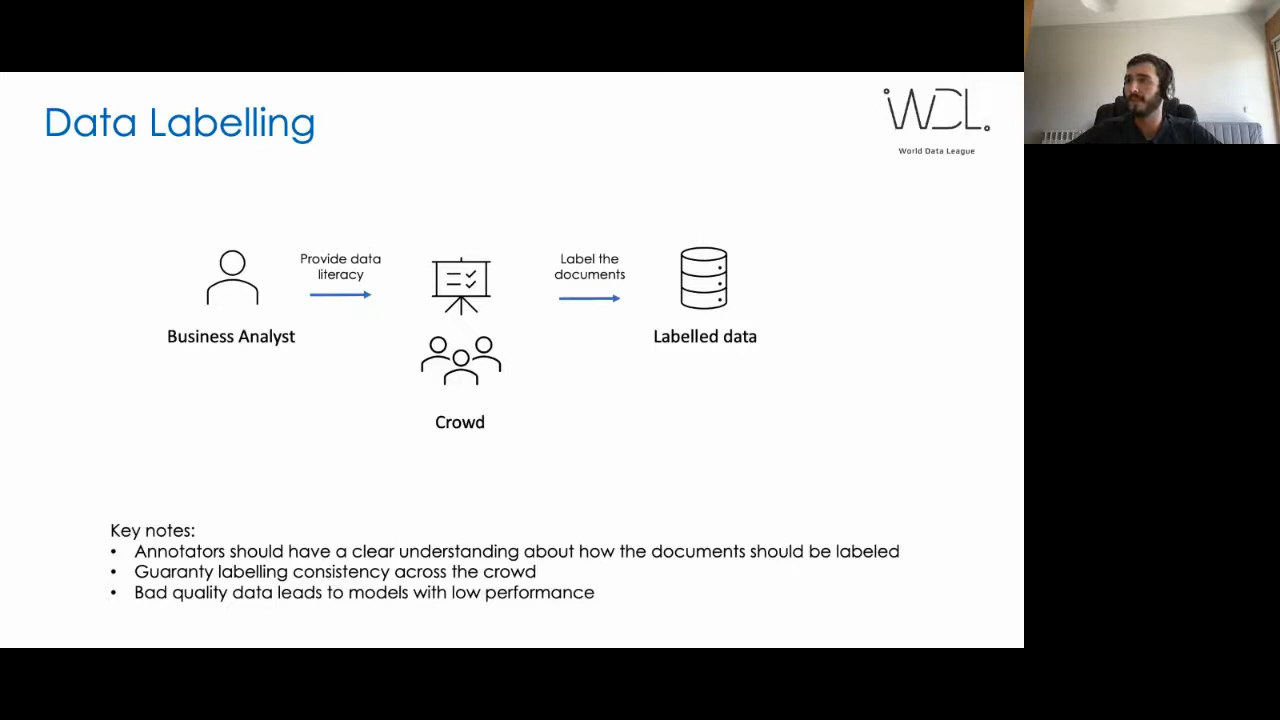 Data Labelling
WDL.
World Data League
Provide data
literacy
Label the
documents
Business Analyst
Labelled data
Crowd
Key notes:
• Annotators should have a clear understanding about how the documents should be labeled
• Guaranty labelling consistency across the crowd
• Bad quality data leads to models with low performance